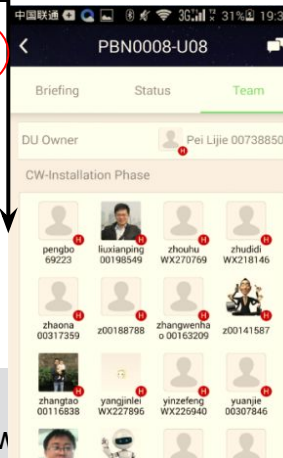 中国联通 3G 31% 19:3
PBN0008-U08
Briefing Status Team
DU Owner Pei Lijie 00738850
CW-Installation Phase
pengbo liuxianping zhouhu zhudidi
69223 00198549 WX270769 WX218146
zhaona z00188788 zhangwenha z00141587
00317359 o 00163209
zhangtao yangjinlei yinzefeng yuanjie
00116838 WX227896 WX226940 00307846